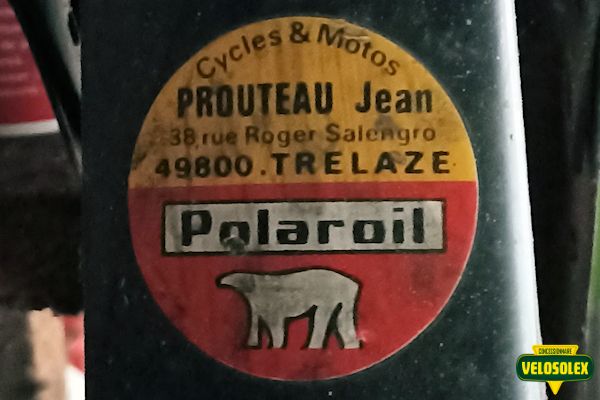 Cycles & Motos
PROUTEAU Jean
38, rue Roger Salengro
49800. TRELAZE
Polaroil
CONCESSIONNAIRE
VELOSOLEX